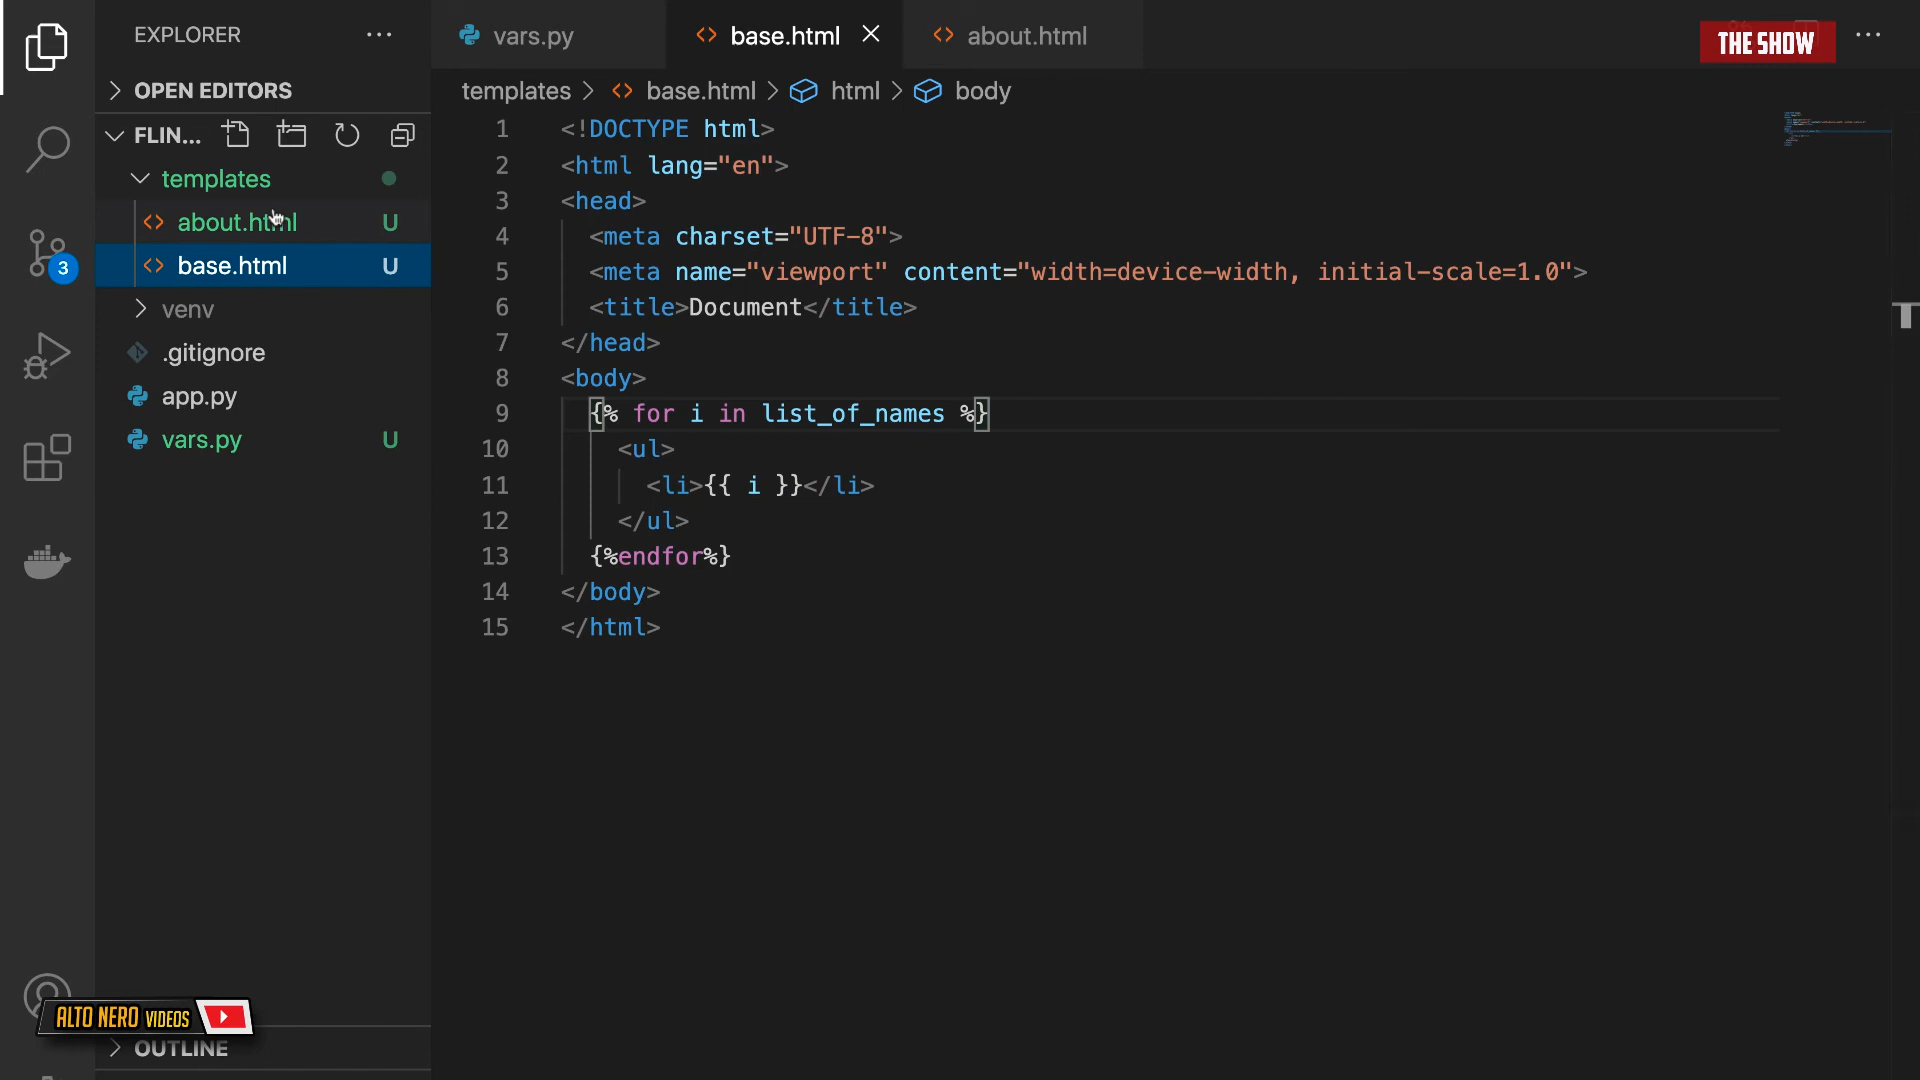 EXPLORER
OPEN EDITORS
FLIN...
templates
about.html U
base.html U
venv
.gitignore
app.py
vars.py U
3
OUTLINE
vars.py
base.html
about.html
THE SHOW
templates > base.html > html > body
1 <!DOCTYPE html>
2 <html lang="en">
3 <head>
4 <meta charset="UTF-8">
5 <meta name="viewport" content="width=device-width, initial-scale=1.0">
6 <title>Document</title>
7 </head>
8 <body>
9 {% for i in list_of_names %}
10 <ul>
11 <li>{{ i }}</li>
12 </ul>
13 {%endfor%}
14 </body>
15 </html>
ALTO NERO VIDEOS